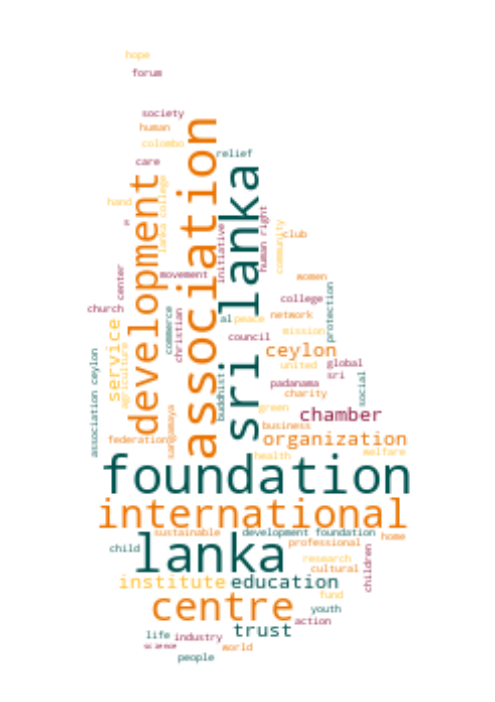 hope
forum
society
human
colombo
association
relief
care
sri lanka
development
lanka college
hand
human right
community
club
initiative
movement
center
women
college
protection
church
network
commerce
christian
al
peace
mission
council
service
agriculture
ceylon
association ceylon
united
global
sri
padanama
social
charity
buddhist
green
sangamaya
chamber
business
federation
organization
health
welfare
foundation
international
sustainable
development foundation
home
lanka
professional
child
research
children
cultural
institute
education
fund
centre
youth
action
trust
life
industry
science
world
people